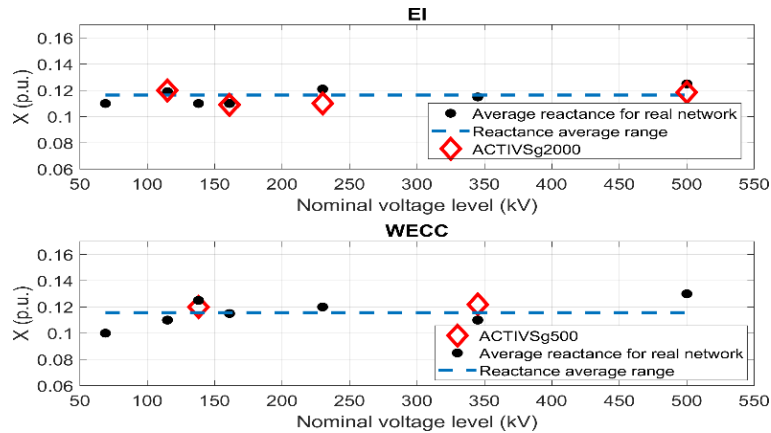 EI
0.16
0.14
0.12
0.1
0.08
0.06
X (p.u.)
Average reactance for real network
Reactance average range
ACTIVSg2000
50 100 150 200 250 300 350 400 450 500 550
Nominal voltage level (kV)
WECC
0.16
0.14
0.12
0.1
0.08
0.06
X (p.u.)
ACTIVSg500
Average reactance for real network
Reactance average range
50 100 150 200 250 300 350 400 450 500 550
Nominal voltage level (kV)